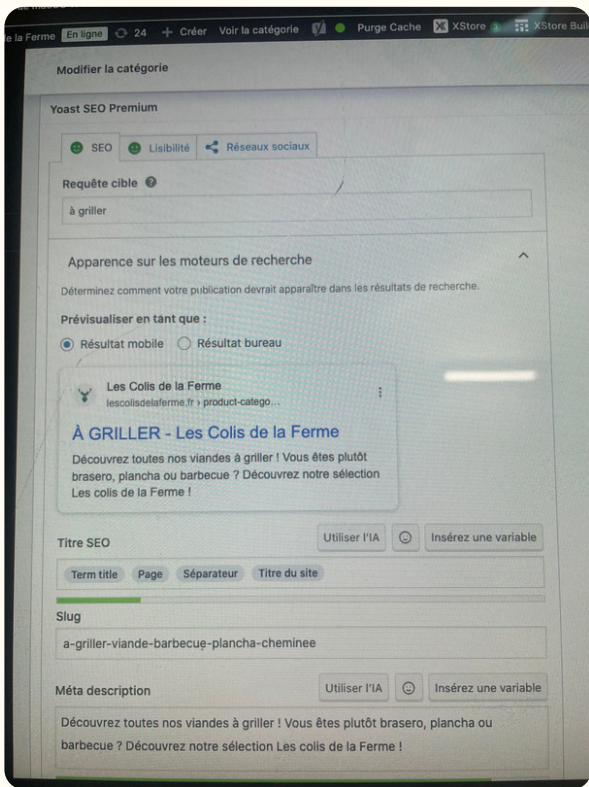 e la Ferme En ligne 24 + Créer Voir la catégorie Purge Cache XStore XStore Buil
Modifier la catégorie
Yoast SEO Premium
SEO Lisibilité Réseaux sociaux
Requête cible ?
à griller
Apparence sur les moteurs de recherche
Déterminez comment votre publication devrait apparaître dans les résultats de recherche.
Prévisualiser en tant que :
Résultat mobile Résultat bureau
Les Colis de la Ferme
lescolisdelaferme.fr › product-catego...
À GRILLER - Les Colis de la Ferme
Découvrez toutes nos viandes à griller ! Vous êtes plutôt
brasero, plancha ou barbecue ? Découvrez notre sélection
Les colis de la Ferme !
Titre SEO Utiliser l'IA Insérez une variable
Term title Page Séparateur Titre du site
Slug
a-griller-viande-barbecue-plancha-cheminee
Méta description Utiliser l'IA Insérez une variable
Découvrez toutes nos viandes à griller ! Vous êtes plutôt brasero, plancha ou
barbecue ? Découvrez notre sélection Les colis de la Ferme !